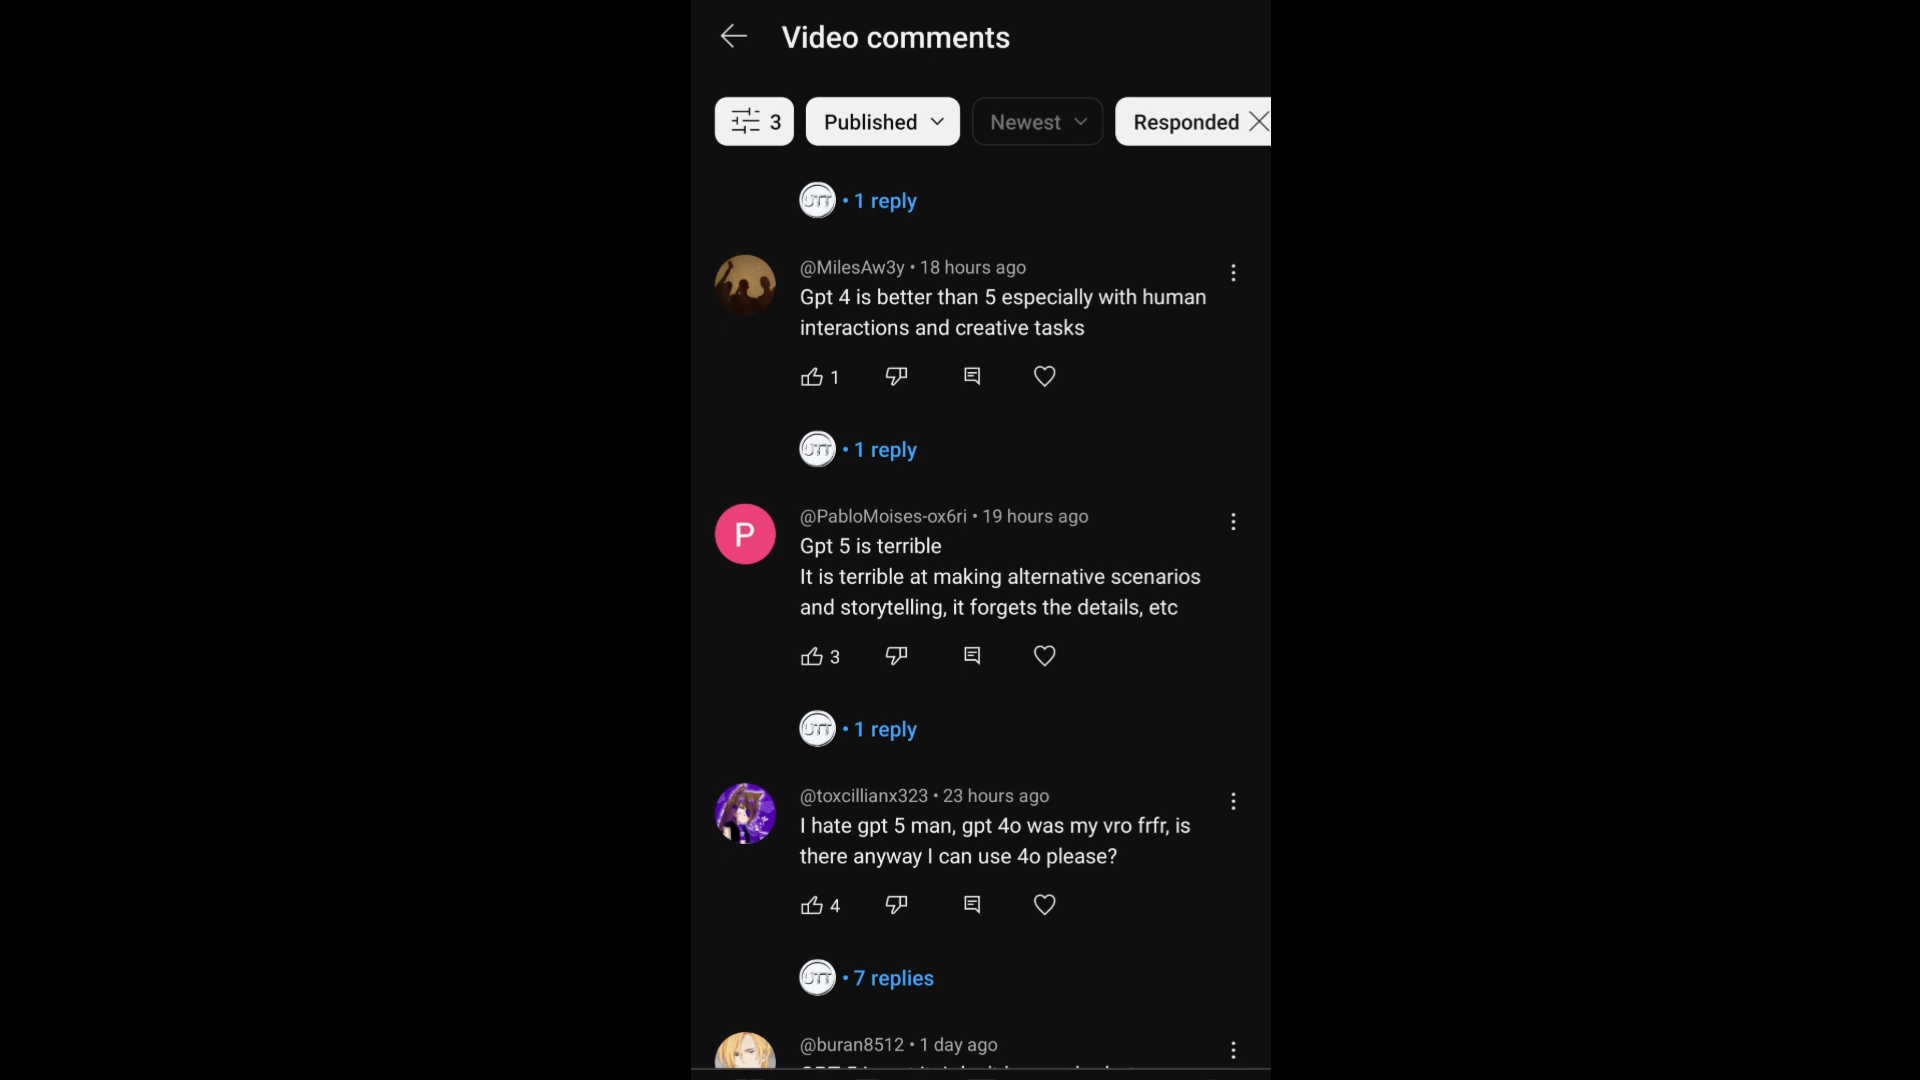 Video comments
3 Published Newest Responded
UTT • 1 reply
@MilesAw3y • 18 hours ago
Gpt 4 is better than 5 especially with human
interactions and creative tasks
1
UTT • 1 reply
P
@PabloMoises-ox6ri • 19 hours ago
Gpt 5 is terrible
It is terrible at making alternative scenarios
and storytelling, it forgets the details, etc
3
UTT • 1 reply
@toxcillianx323 • 23 hours ago
I hate gpt 5 man, gpt 4o was my vro frfr, is
there anyway I can use 4o please?
4
UTT • 7 replies
@buran8512 • 1 day ago